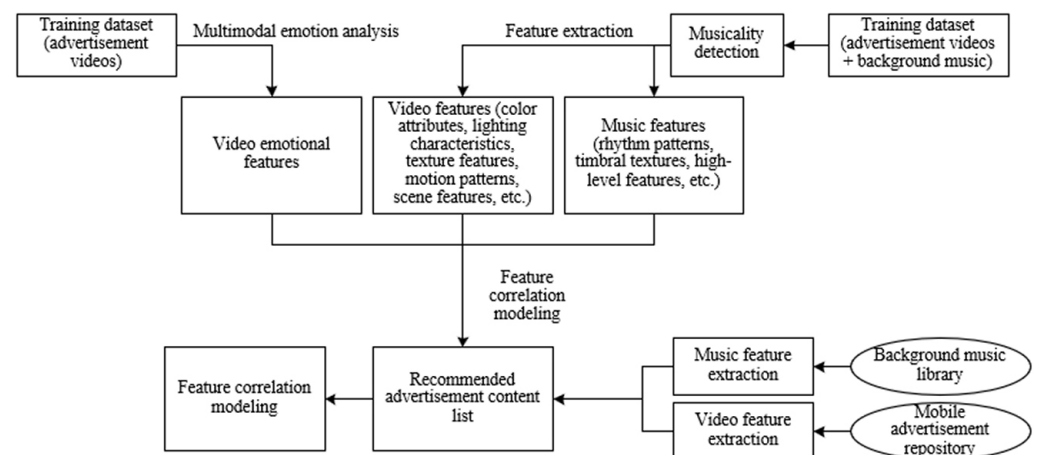 Training dataset
(advertisement
videos)
Multimodal emotion analysis
Feature extraction
Musicality
detection
Training dataset
(advertisement videos
+ background music)
Video emotional
features
Video features (color
attributes, lighting
characteristics,
texture features,
motion patterns,
scene features, etc.)
Music features
(rhythm patterns,
timbral textures, high-
level features, etc.)
Feature
correlation
modeling
Feature correlation
modeling
Recommended
advertisement content
list
Music feature
extraction
Background music
library
Video feature
extraction
Mobile
advertisement
repository